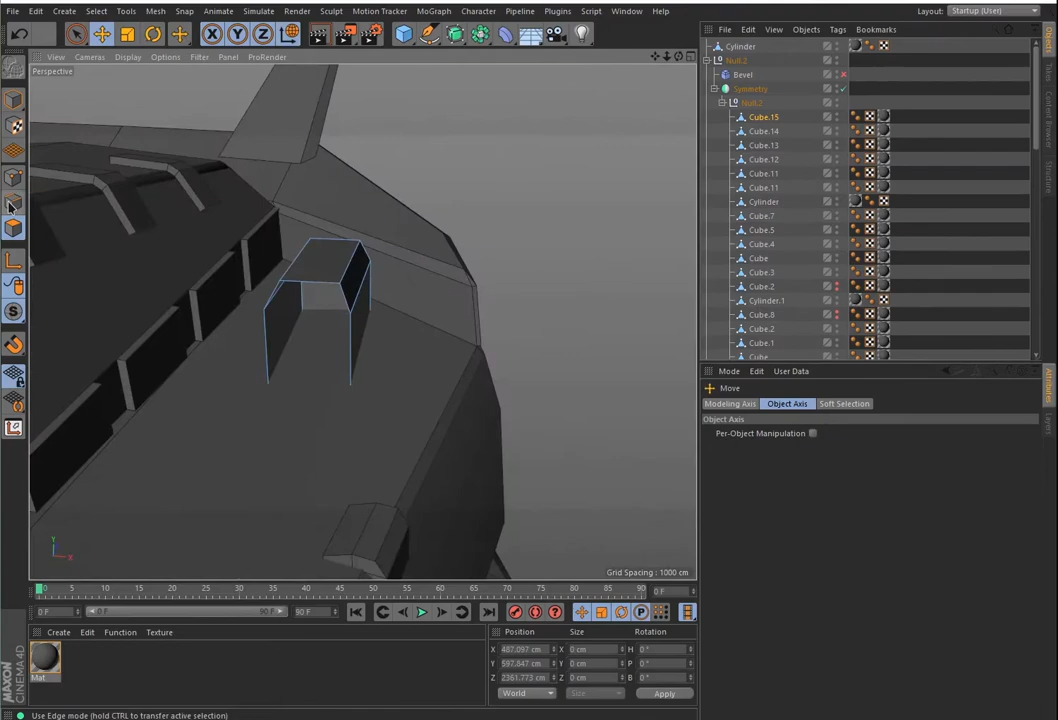 File Edit Create Select Tools Mesh Snap Animate Simulate Render Sculpt Motion Tracker MoGraph Character Pipeline Plugins Script Window Help
Layout: Startup (User)
File Edit View Objects Tags Bookmarks
View Cameras Display Options Filter Panel ProRender
Perspective
Cylinder
Null.2
Bevel
Symmetry
Null.2
Cube.15
Cube.14
Cube.13
Cube.12
Cube.11
Cube.11
Cylinder
Cube.7
Cube.5
Cube.4
Cube
Cube.3
Cube.2
Cylinder.1
Cube.8
Cube.2
Cube.1
Cube
Objects
Takes
Content Browser
Structure
Mode Edit User Data
Move
Modeling Axis Object Axis Soft Selection
Object Axis
Per-Object Manipulation
Attributes
Layers
Y
X
Grid Spacing : 1000 cm
0 5 10 15 20 25 30 35 40 45 50 55 60 65 70 75 80 85 90
0 F
0 F 0 F 90 F 90 F
Create Edit Function Texture
Mat
Position Size Rotation
X 487.097 cm X 0 cm H 0 °
Y 597.847 cm Y 0 cm P 0 °
Z 2361.773 cm Z 0 cm B 0 °
World Size Apply
MAXON CINEMA 4D
Use Edge mode (hold CTRL to transfer active selection)